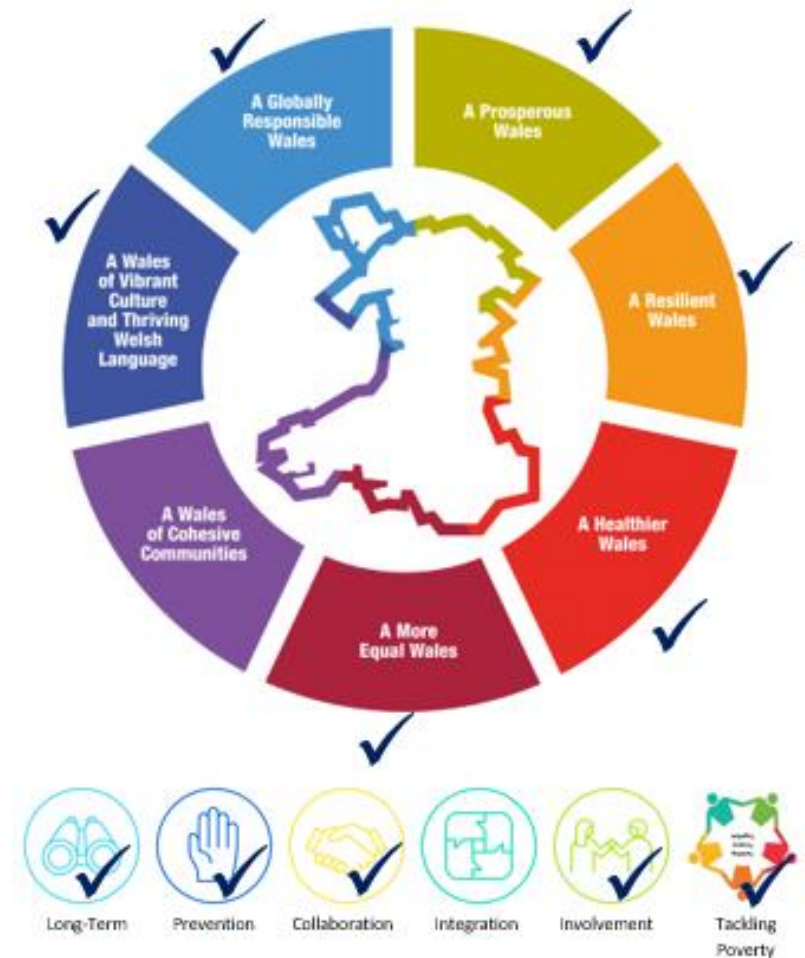 A Globally
Responsible
Wales
A Prosperous
Wales
A Wales
of Vibrant
Culture
and Thriving
Welsh
Language
A Resilient
Wales
A Wales
of Cohesive
Communities
A Healthier
Wales
A More
Equal Wales
Long-Term
Prevention
Collaboration
Integration
Involvement
Tackling
Poverty